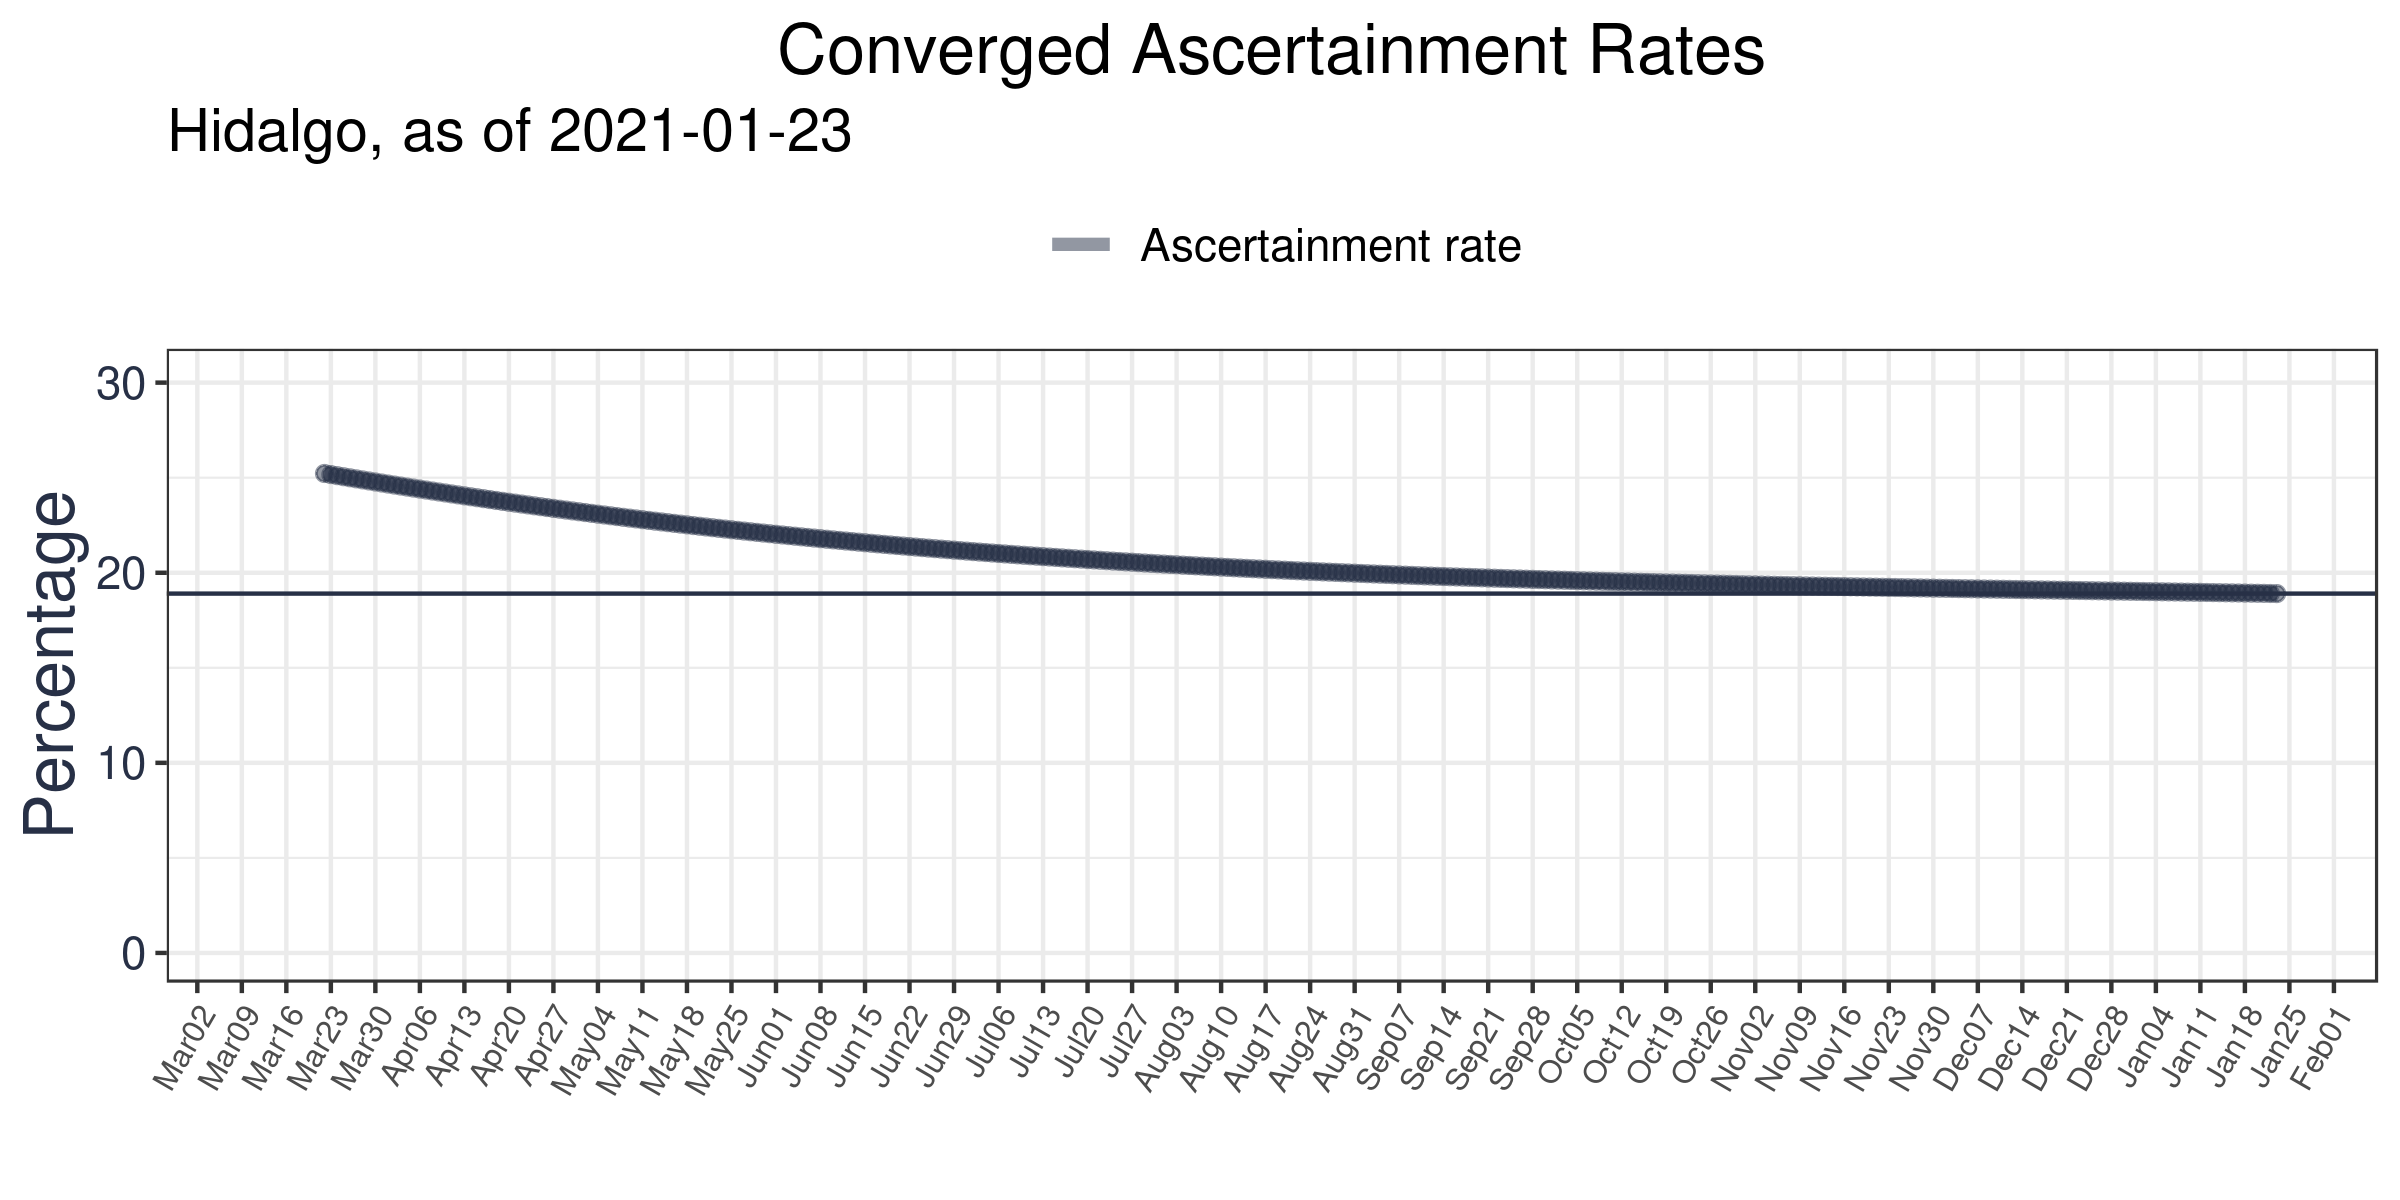 Converged Ascertainment Rates
Hidalgo, as of 2021-01-23
Ascertainment rate
Percentage
30
20
10
0
Mar02 Mar09 Mar16 Mar23 Mar30 Apr06 Apr13 Apr20 Apr27 May04 May11 May18 May25 Jun01 Jun08 Jun15 Jun22 Jun29 Jul06 Jul13 Jul20 Jul27 Aug03 Aug10 Aug17 Aug24 Aug31 Sep07 Sep14 Sep21 Sep28 Oct05 Oct12 Oct19 Oct26 Nov02 Nov09 Nov16 Nov23 Nov30 Dec07 Dec14 Dec21 Dec28 Jan04 Jan11 Jan18 Jan25 Feb01